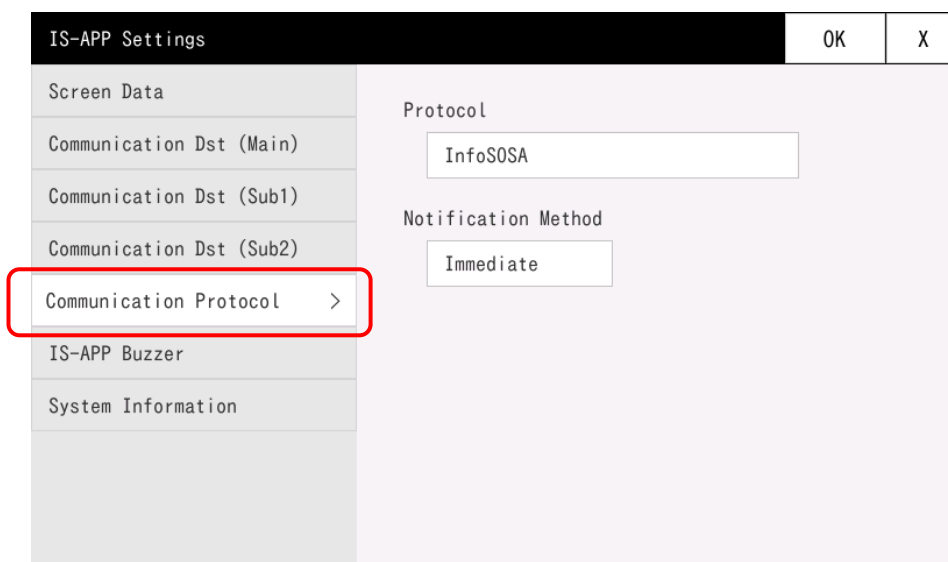 IS-APP Settings
OK
X
Screen Data
Communication Dst (Main)
Communication Dst (Sub1)
Communication Dst (Sub2)
Communication Protocol >
IS-APP Buzzer
System Information
Protocol
InfoSOSA
Notification Method
Immediate